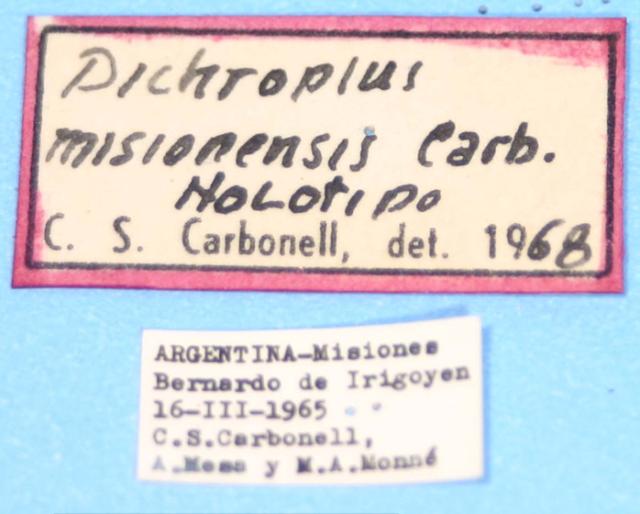 Dichroplus
misionensis Carb.
HOLOTIPO
C. S. Carbonell, det. 1968
ARGENTINA—Misiones
Bernardo de Irigoyen
16-III-1965
C.S.Carbonell,
A.Mesa y M.A.Monné